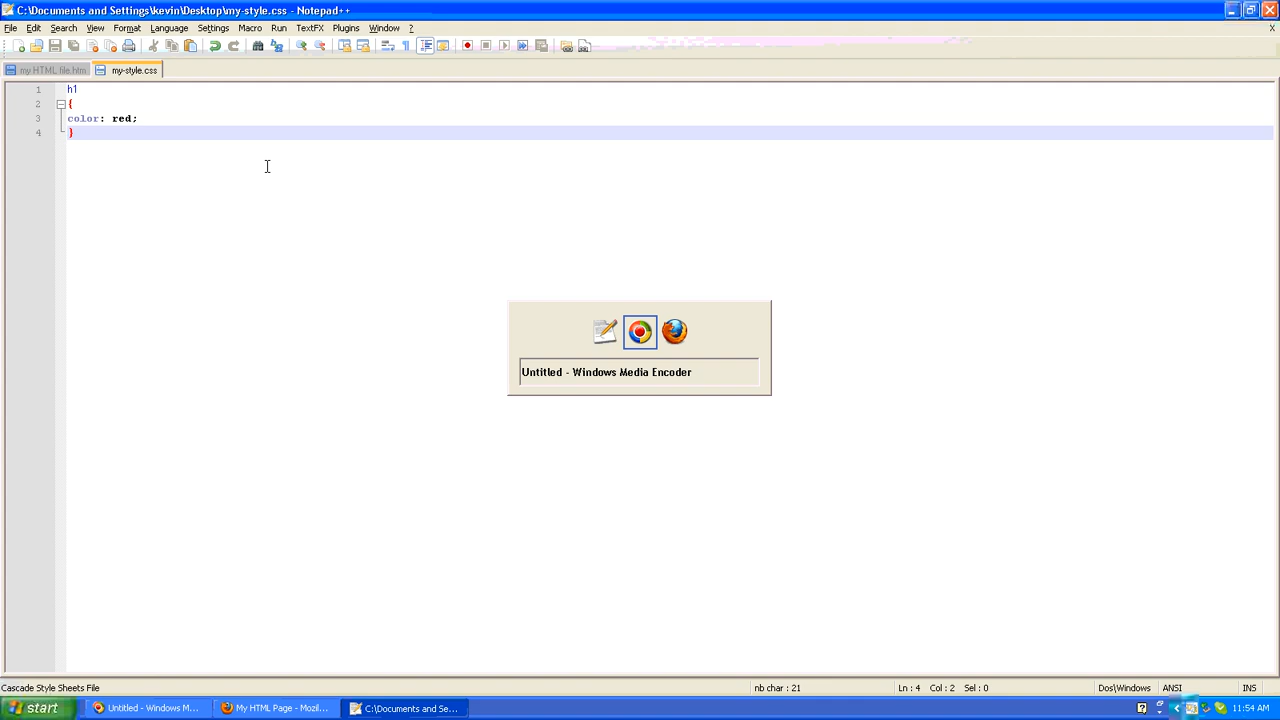 C:\Documents and Settings\kevin\Desktop\my-style.css - Notepad++
File Edit Search View Format Language Settings Macro Run TextFX Plugins Window ?
X
my HTML file.htm my-style.css
1 h1
2 {
3 color: red;
4 }
Untitled - Windows Media Encoder
Cascade Style Sheets File nb char : 21 Ln : 4 Col : 2 Sel : 0 Dos\Windows ANSI INS
start Untitled - Windows M... My HTML Page - Mozil... C:\Documents and Se... 11:54 AM